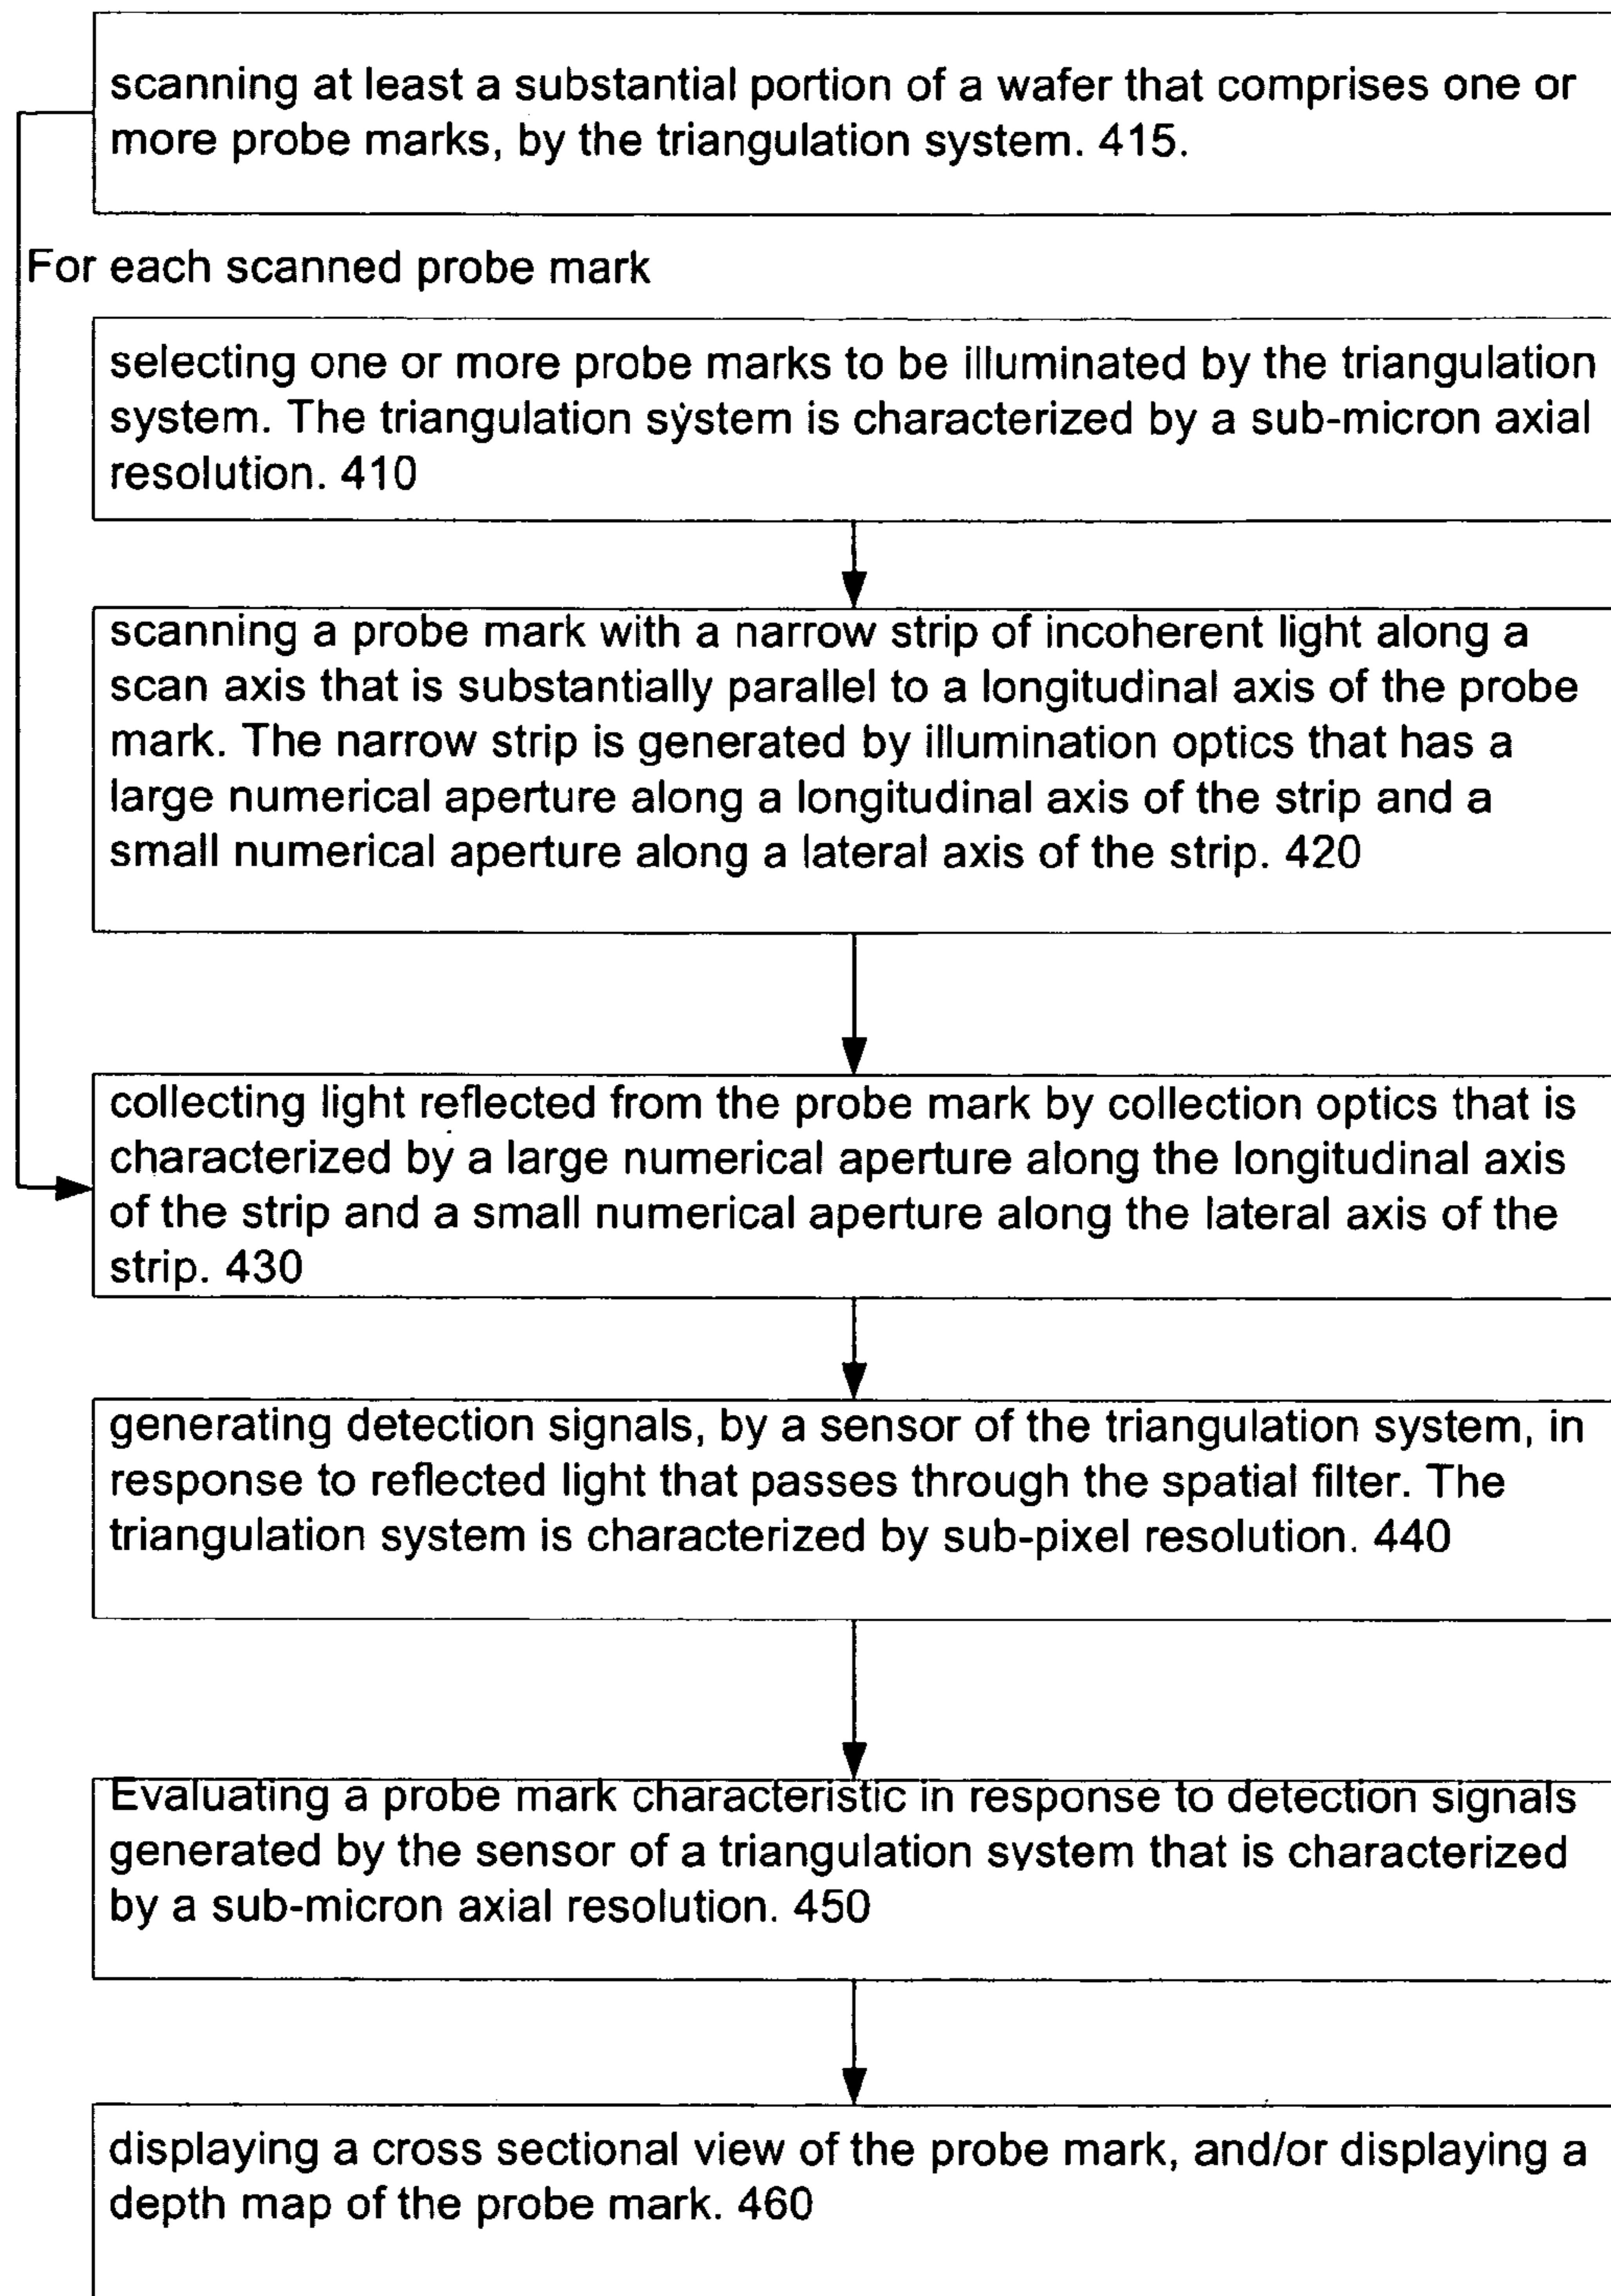 scanning at least a substantial portion of a wafer that comprises one or
more probe marks, by the triangulation system. 415.
For each scanned probe mark
selecting one or more probe marks to be illuminated by the triangulation
system. The triangulation system is characterized by a sub-micron axial
resolution. 410
scanning a probe mark with a narrow strip of incoherent light along a
scan axis that is substantially parallel to a longitudinal axis of the probe
mark. The narrow strip is generated by illumination optics that has a
large numerical aperture along a longitudinal axis of the strip and a
small numerical aperture along a lateral axis of the strip. 420
collecting light reflected from the probe mark by collection optics that is
characterized by a large numerical aperture along the longitudinal axis
of the strip and a small numerical aperture along the lateral axis of the
strip. 430
generating detection signals, by a sensor of the triangulation system, in
response to reflected light that passes through the spatial filter. The
triangulation system is characterized by sub-pixel resolution. 440
Evaluating a probe mark characteristic in response to detection signals
generated by the sensor of a triangulation system that is characterized
by a sub-micron axial resolution. 450
displaying a cross sectional view of the probe mark, and/or displaying a
depth map of the probe mark. 460